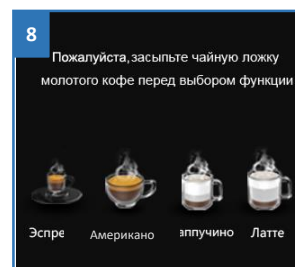 8
Пожалуйста, засыпьте чайную ложку
молотого кофе перед выбором функции
Эспре Американо аппучино Латте